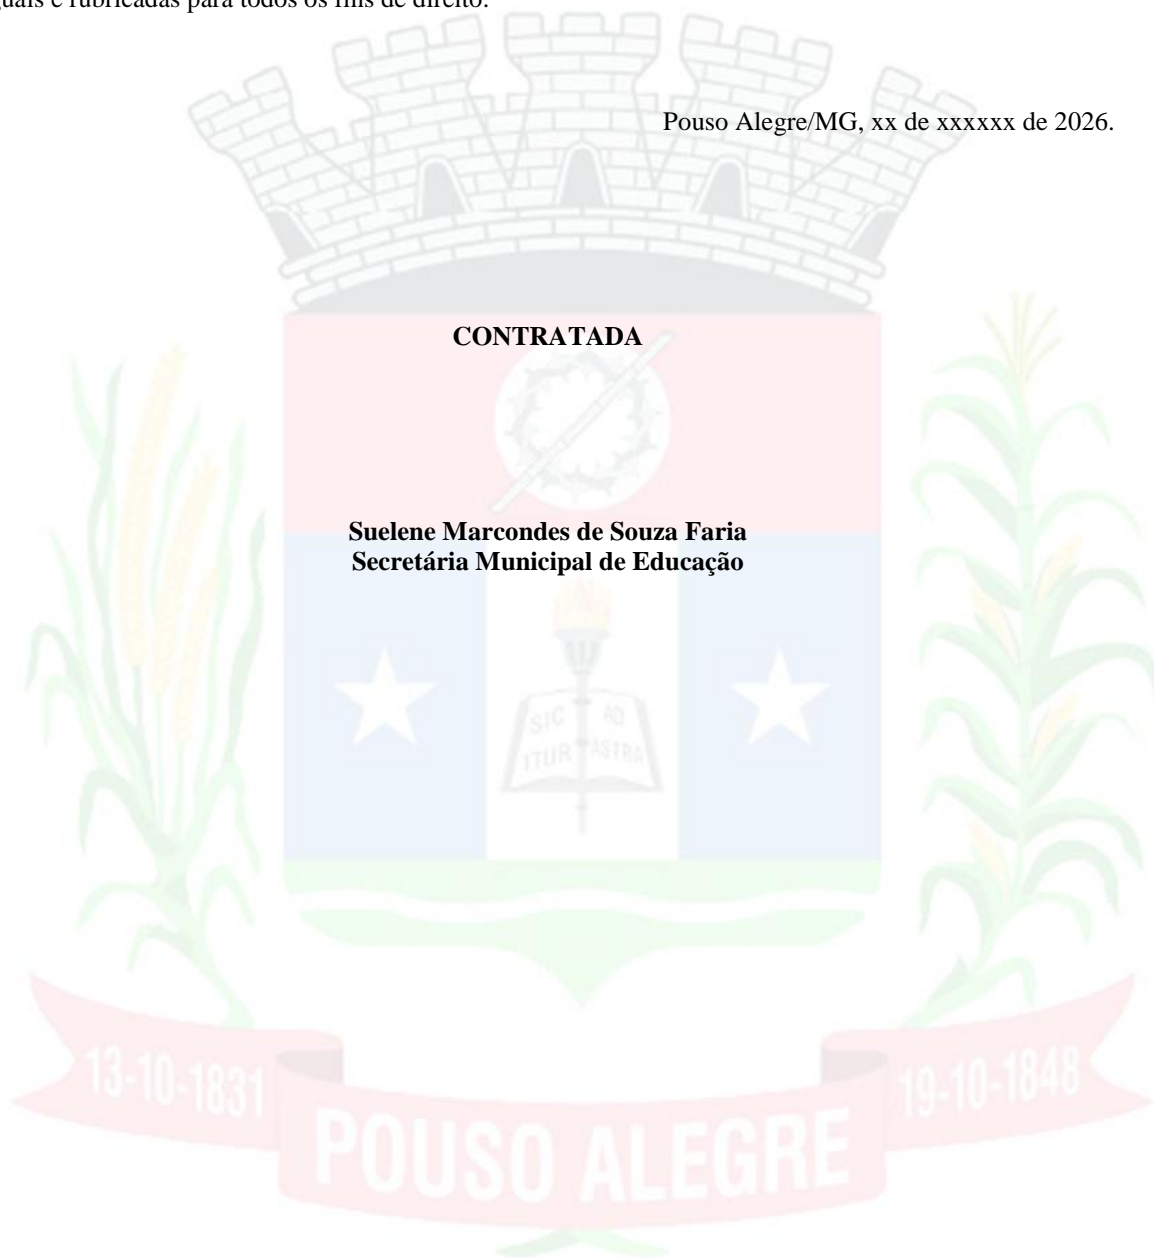 guais e rubricadas para todos os fins de direito.
Pouso Alegre/MG, xx de xxxxxx de 2026.
CONTRATADA
Suelene Marcondes de Souza Faria
Secretária Municipal de Educação
SIC AD
ITUR ASTRA
13-10-1831
19-10-1848
POUSO ALEGRE